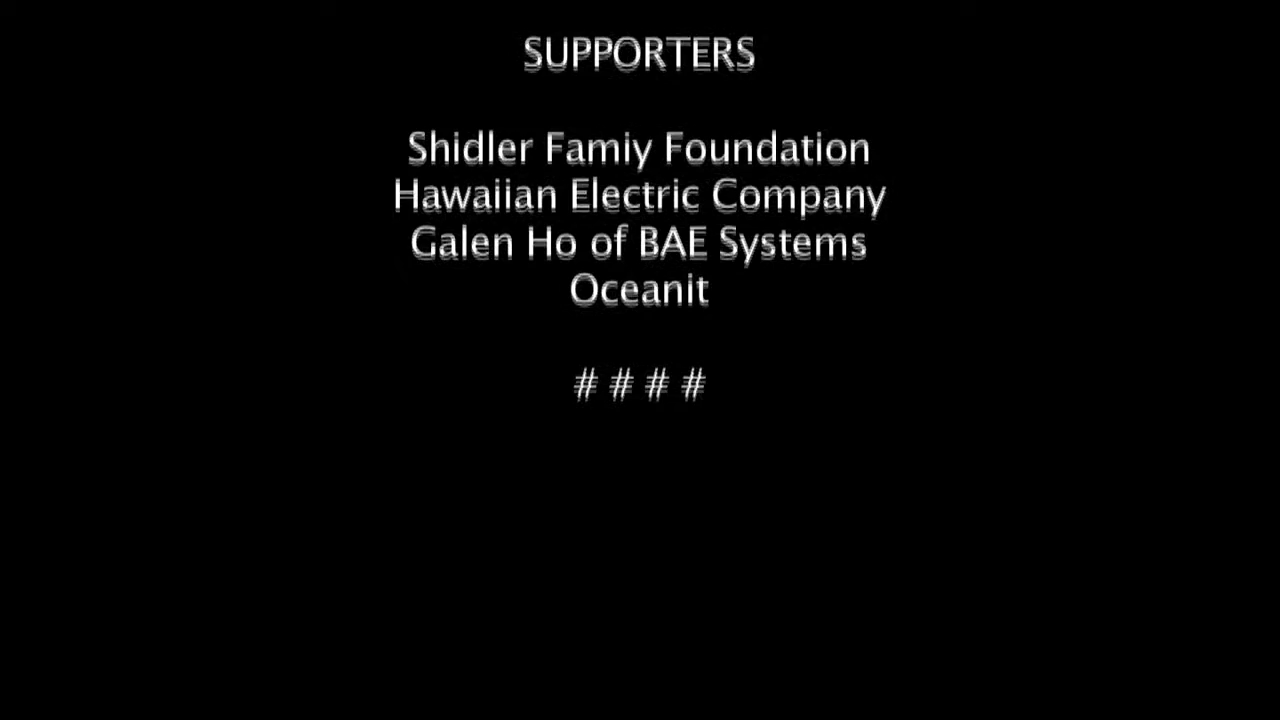 SUPPORTERS
Shidler Famiy Foundation
Hawaiian Electric Company
Galen Ho of BAE Systems
Oceanit
# # # #